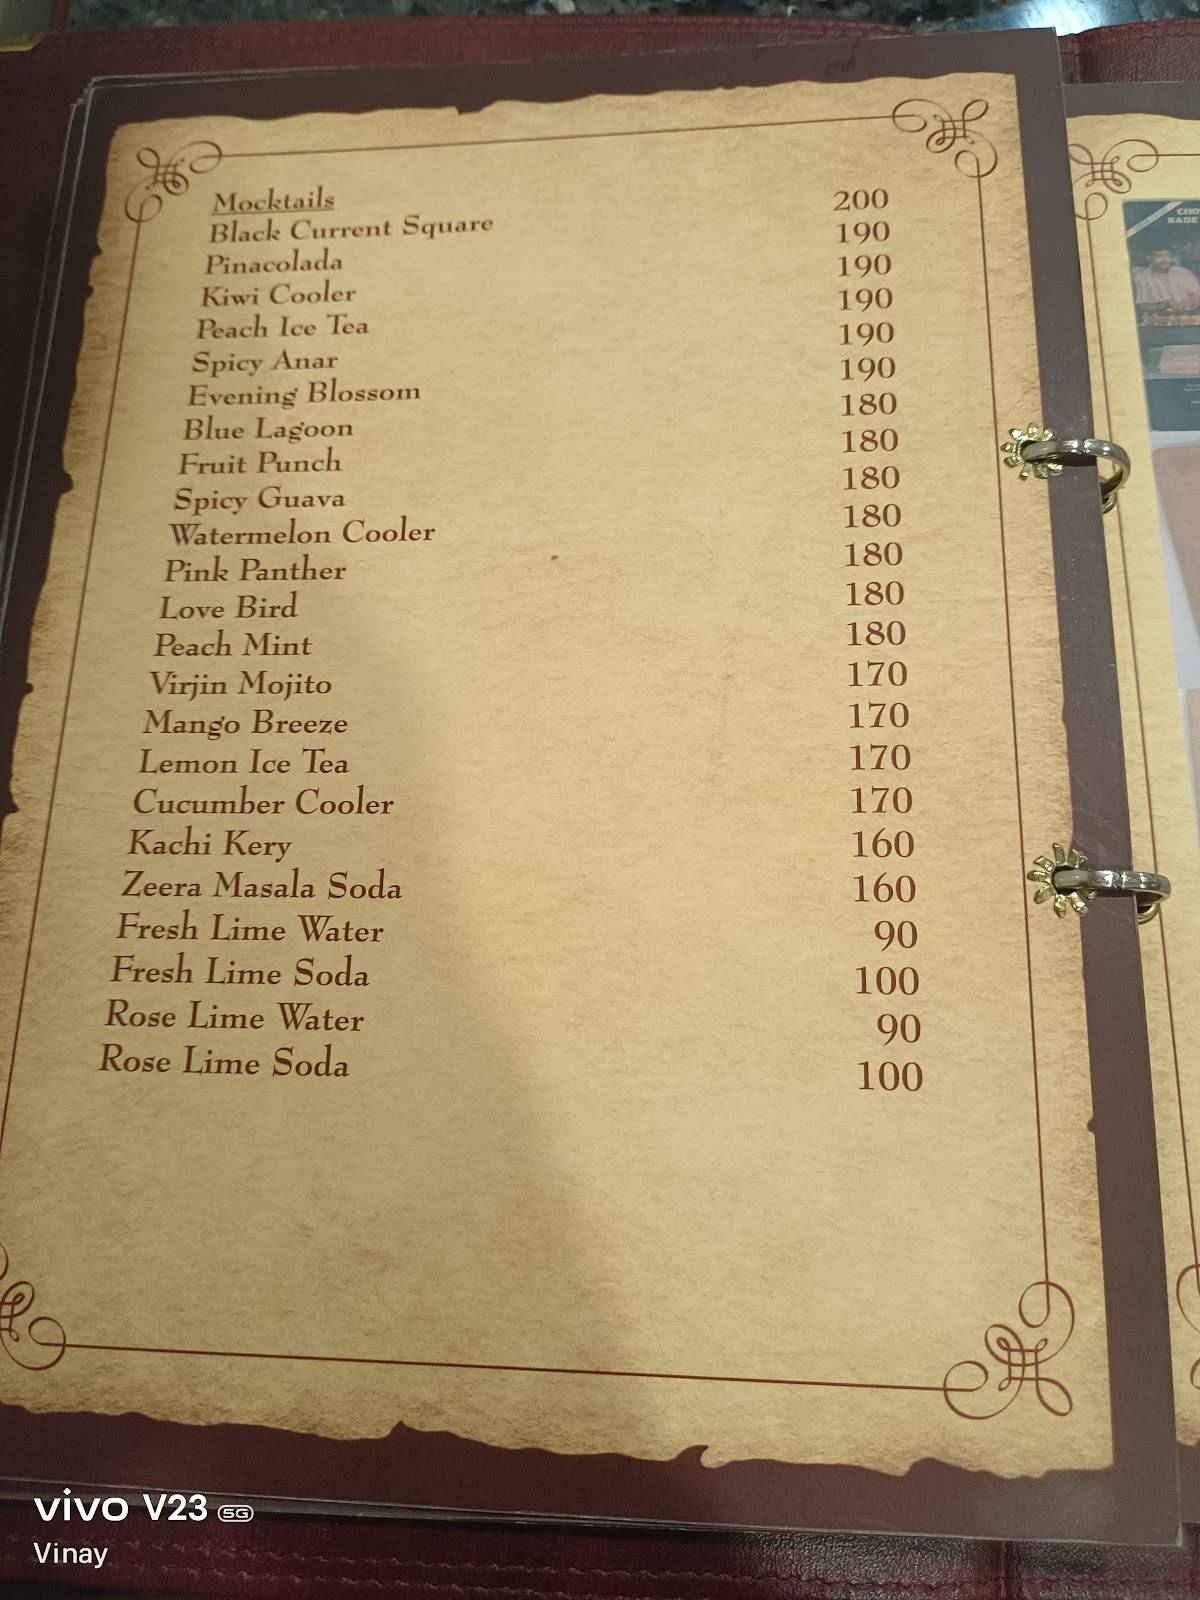 Mocktails
Black Current Square 200
Pinacolada 190
Kiwi Cooler 190
Peach Ice Tea 190
Spicy Anar 190
Evening Blossom 190
Blue Lagoon 180
Fruit Punch 180
Spicy Guava 180
Watermelon Cooler 180
Pink Panther 180
Love Bird 180
Peach Mint 180
Virjin Mojito 170
Mango Breeze 170
Lemon Ice Tea 170
Cucumber Cooler 170
Kachi Kery 160
Zeera Masala Soda 160
Fresh Lime Water 90
Fresh Lime Soda 100
Rose Lime Water 90
Rose Lime Soda 100
vivo V23 5G
Vinay